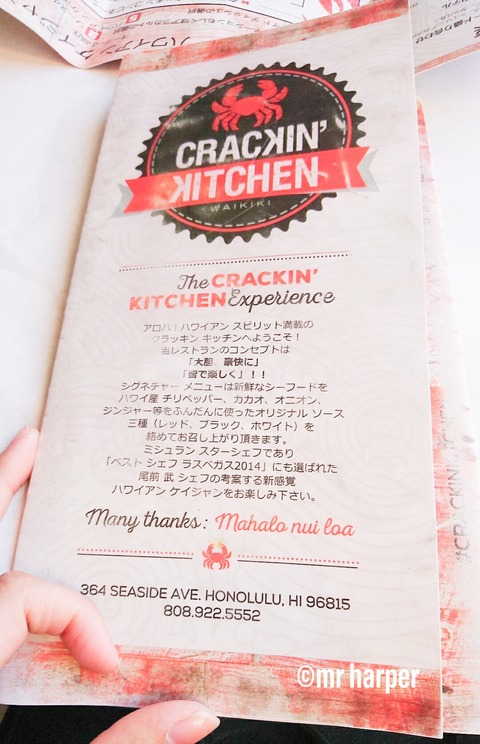 CRACKIN'
KITCHEN
WAIKIKI
The CRACKIN'
KITCHEN Experience
アロハ！ハワイアン スピリット満載の
クラッキン キッチンへようこそ！
当レストランのコンセプトは
「大胆、豪快に」
「皆で楽しく」！！
シグネチャー メニューは新鮮なシーフードを
ハワイ産 チリペッパー、カカオ、オニオン、
ジンジャー等をふんだんに使ったオリジナル ソース
三種（レッド、ブラック、ホワイト）を
絡めてお召し上がり頂きます。
ミシュラン スターシェフであり
「ベスト シェフ ラスベガス2014」にも選ばれた
尾前 武 シェフの考案する新感覚
ハワイアン ケイジャンをお楽しみ下さい。
Many thanks: Mahalo nui loa
364 SEASIDE AVE. HONOLULU, HI 96815
808.922.5552
©mr harper